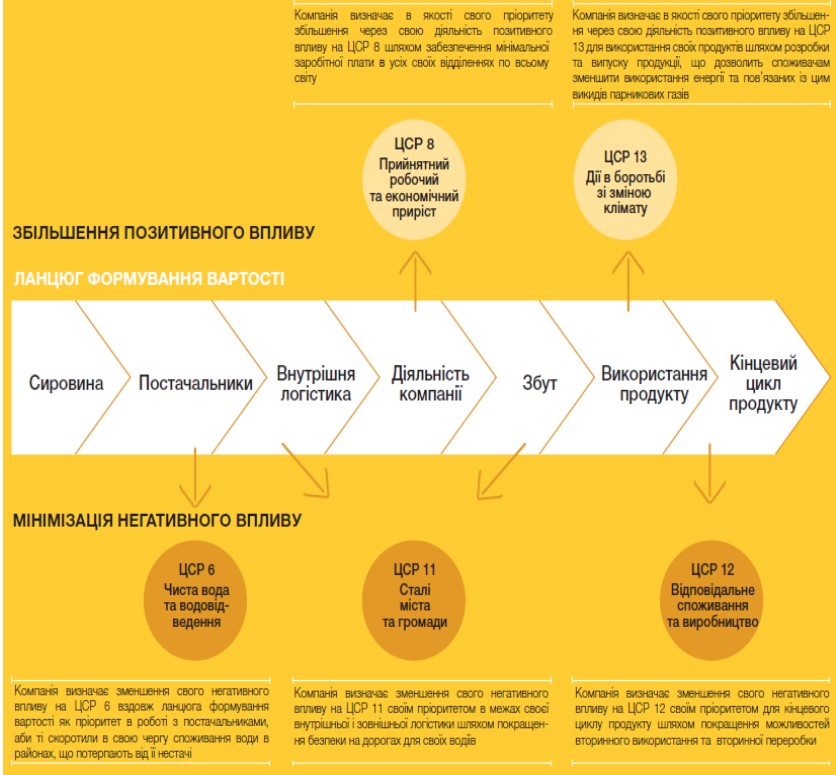 Компанія визначає в якості свого пріоритету
збільшення через свою діяльність позитивного
впливу на ЦСР 8 шляхом забезпечення мінімальної
заробітної плати в усіх своїх відділеннях по всьому
світу
Компанія визначає в якості свого пріоритету збільшен-
ня через свою діяльність позитивного впливу на ЦСР
13 для використання своїх продуктів шляхом розробки
та випуску продукції, що дозволить споживачам
зменшити використання енергії та пов'язаних із цим
викидів парникових газів
ЦСР 8
Прийнятний
робочий
та економічний
приріст
ЦСР 13
Дії в боротьбі
зі зміною
клімату
ЗБІЛЬШЕННЯ ПОЗИТИВНОГО ВПЛИВУ
ЛАНЦЮГ ФОРМУВАННЯ ВАРТОСТІ
Сировина
Постачальники
Внутрішня
логістика
Діяльність
компанії
Збут
Використання
продукту
Кінцевий
цикл
продукту
МІНІМІЗАЦІЯ НЕГАТИВНОГО ВПЛИВУ
ЦСР 6
Чиста вода
та водовід-
ведення
ЦСР 11
Сталі
міста
та громади
ЦСР 12
Відповідальне
споживання
та виробництво
Компанія визначає зменшення свого негативного
впливу на ЦСР 6 вздовж ланцюга формування
вартості як пріоритет в роботі з постачальниками,
аби ті скоротили в свою чергу споживання води в
районах, що потерпають від її нестачі
Компанія визначає зменшення свого негативного
впливу на ЦСР 11 своїм пріоритетом в межах своєї
внутрішньої і зовнішньої логістики шляхом покращен-
ня безпеки на дорогах для своїх водіїв
Компанія визначає зменшення свого негативного
впливу на ЦСР 12 своїм пріоритетом для кінцевого
циклу продукту шляхом покращення можливостей
вторинного використання та вторинної переробки